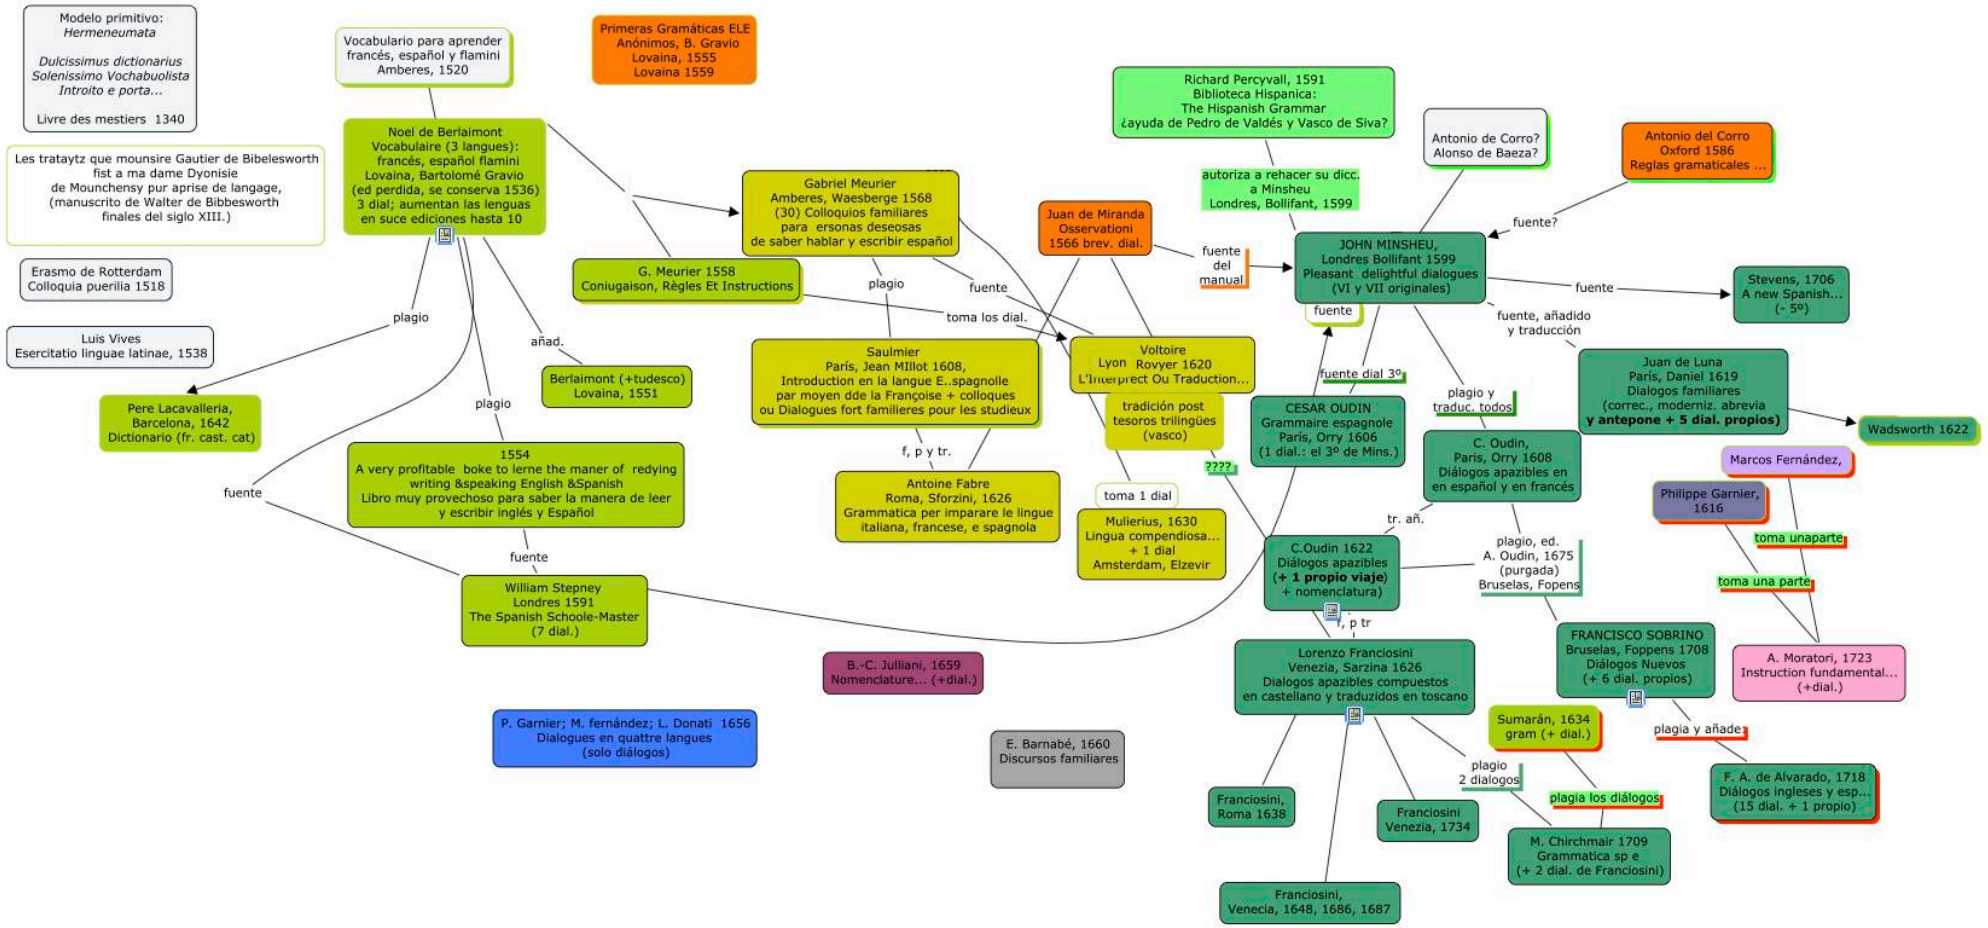 Modelo primitivo:
Hermeneumata
Dulcissimus dictionarius
Solenissimo Vochabuolista
Introito e porta...
Livre des mestiers 1340
Les trataytz que mounsire Gautier de Bibelesworth
fist a ma dame Dyonisie
de Mounchensy pur aprise de langage,
(manuscrito de Walter de Bibbesworth
finales del siglo XIII.)
Erasmo de Rotterdam
Colloquia puerilia 1518
Luis Vives
Esercitatio linguae latinae, 1538
Vocabulario para aprender
francés, español y flamini
Amberes, 1520
Noel de Berlaimont
Vocabulaire (3 langues):
francés, español flamini
Lovaina, Bartolomé Gravio
(ed perdida, se conserva 1536)
3 dial; aumentan las lenguas
en suce ediciones hasta 10
Primeras Gramáticas ELE
Anónimos, B. Gravio
Lovaina, 1555
Lovaina 1559
plagio
Pere Lacavalleria,
Barcelona, 1642
Dictionario (fr. cast. cat)
plagio
añad.
Berlaimont (+tudesco)
Lovaina, 1551
fuente
1554
A very profitable boke to lerne the maner of redying
writing &speaking English &Spanish
Libro muy provechoso para saber la manera de leer
y escribir inglés y Español
fuente
William Stepney
Londres 1591
The Spanish Schoole-Master
(7 dial.)
G. Meurier 1558
Coniugaison, Règles Et Instructions
Gabriel Meurier
Amberes, Waesberge 1568
(30) Colloquios familiares
para ersonas deseosas
de saber hablar y escribir español
plagio
fuente
toma los dial.
Saulmier
París, Jean MIllot 1608,
Introduction en la langue E..spagnolle
par moyen dde la Françoise + colloques
ou Dialogues fort familieres pour les studieux
f, p y tr.
Antoine Fabre
Roma, Sforzini, 1626
Grammatica per imparare le lingue
italiana, francese, e spagnola
Juan de Miranda
Osservationi
1566 brev. dial.
fuente
del
manual
Voltoire
Lyon Rovyer 1620
L'Interprect Ou Traduction...
tradición post
tesoros trilingües
(vasco)
????
toma 1 dial
Mulierius, 1630
Lingua compendiosa...
+ 1 dial
Amsterdam, Elzevir
Richard Percyvall, 1591
Biblioteca Hispanica:
The Hispanish Grammar
¿ayuda de Pedro de Valdés y Vasco de Siva?
autoriza a rehacer su dicc.
a Minsheu
Londres, Bollifant, 1599
Antonio de Corro?
Alonso de Baeza?
Antonio del Corro
Oxford 1586
Reglas gramaticales ...
fuente?
JOHN MINSHEU,
Londres Bollifant 1599
Pleasant delightful dialogues
(VI y VII originales)
fuente
fuente
Stevens, 1706
A new Spanish...
(- 5º)
fuente, añadido
y traducción
Juan de Luna
París, Daniel 1619
Dialogos familiares
(correc., moderniz. abrevia
y antepone + 5 dial. propios)
Wadsworth 1622
fuente dial 3º
CESAR OUDIN
Grammaire espagnole
París, Orry 1606
(1 dial.: el 3º de Mins.)
plagio y
traduc. todos
C. Oudin,
Paris, Orry 1608
Diálogos apazibles en
en español y en francés
tr. añ.
C.Oudin 1622
Diálogos apazibles
(+ 1 propio viaje)
+ nomenclatura)
plagio, ed.
A. Oudin, 1675
(purgada)
Bruselas, Fopens
f, p tr
Lorenzo Franciosini
Venezia, Sarzina 1626
Dialogos apazibles compuestos
en castellano y traduzidos en toscano
Franciosini,
Roma 1638
Franciosini,
Venecia, 1648, 1686, 1687
Franciosini
Venezia, 1734
plagio
2 dialogos
FRANCISCO SOBRINO
Bruselas, Foppens 1708
Diálogos Nuevos
(+ 6 dial. propios)
plagia y añade:
F. A. de Alvarado, 1718
Diálogos ingleses y esp...
(15 dial. + 1 propio)
Sumarán, 1634
gram (+ dial.)
plagia los diálogos
M. Chirchmair 1709
Grammatica sp e
(+ 2 dial. de Franciosini)
Marcos Fernández,
Philippe Garnier,
1616
toma unaparte
toma una parte
A. Moratori, 1723
Instruction fundamental...
(+dial.)
B.-C. Julliani, 1659
Nomenclature... (+dial.)
P. Garnier; M. fernández; L. Donati 1656
Dialogues en quattre langues
(solo diálogos)
E. Barnabé, 1660
Discursos familiares